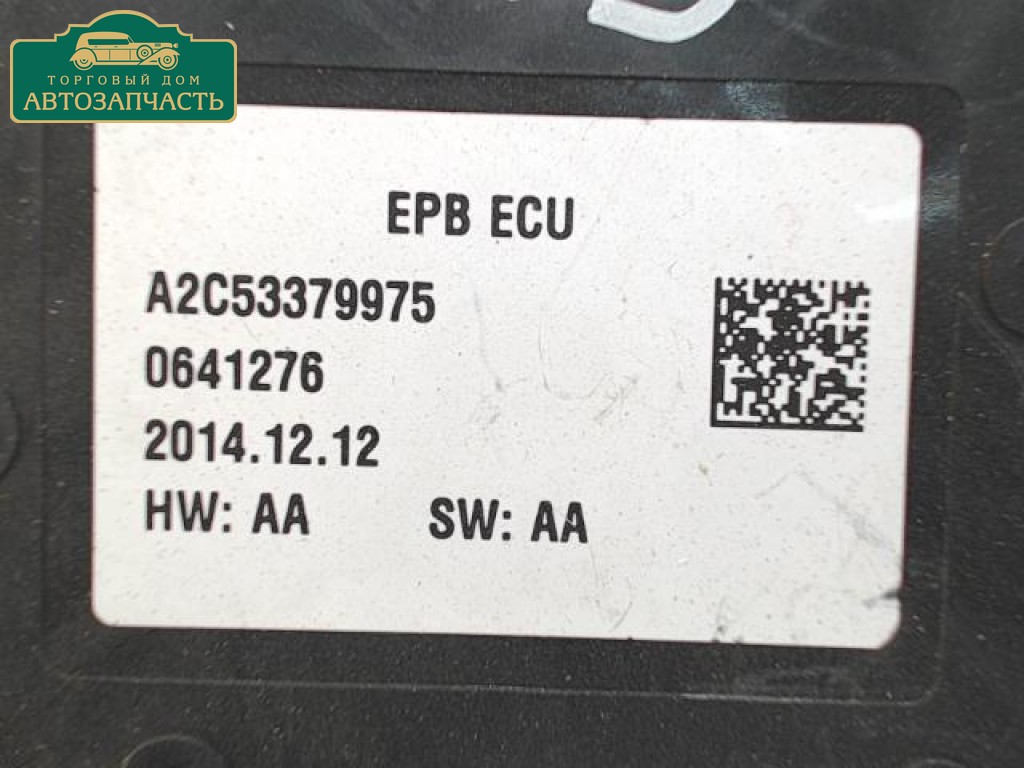 ТОРГОВЫЙ ДОМ
АВТОЗАПЧАСТЬ
EPB ECU
A2C53379975
0641276
2014.12.12
HW: AA SW: AA